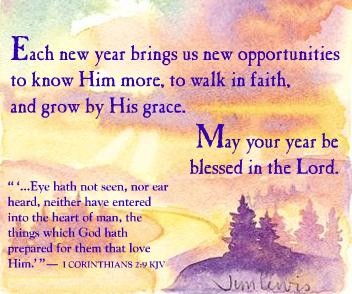 Each new year brings us new opportunities
to know Him more, to walk in faith,
and grow by His grace.
May your year be
blessed in the Lord.
“ ‘...Eye hath not seen, nor ear
heard, neither have entered
into the heart of man, the
things which God hath
prepared for them that love
Him.’ ”— 1 CORINTHIANS 2:9 KJV
Jim Lewis